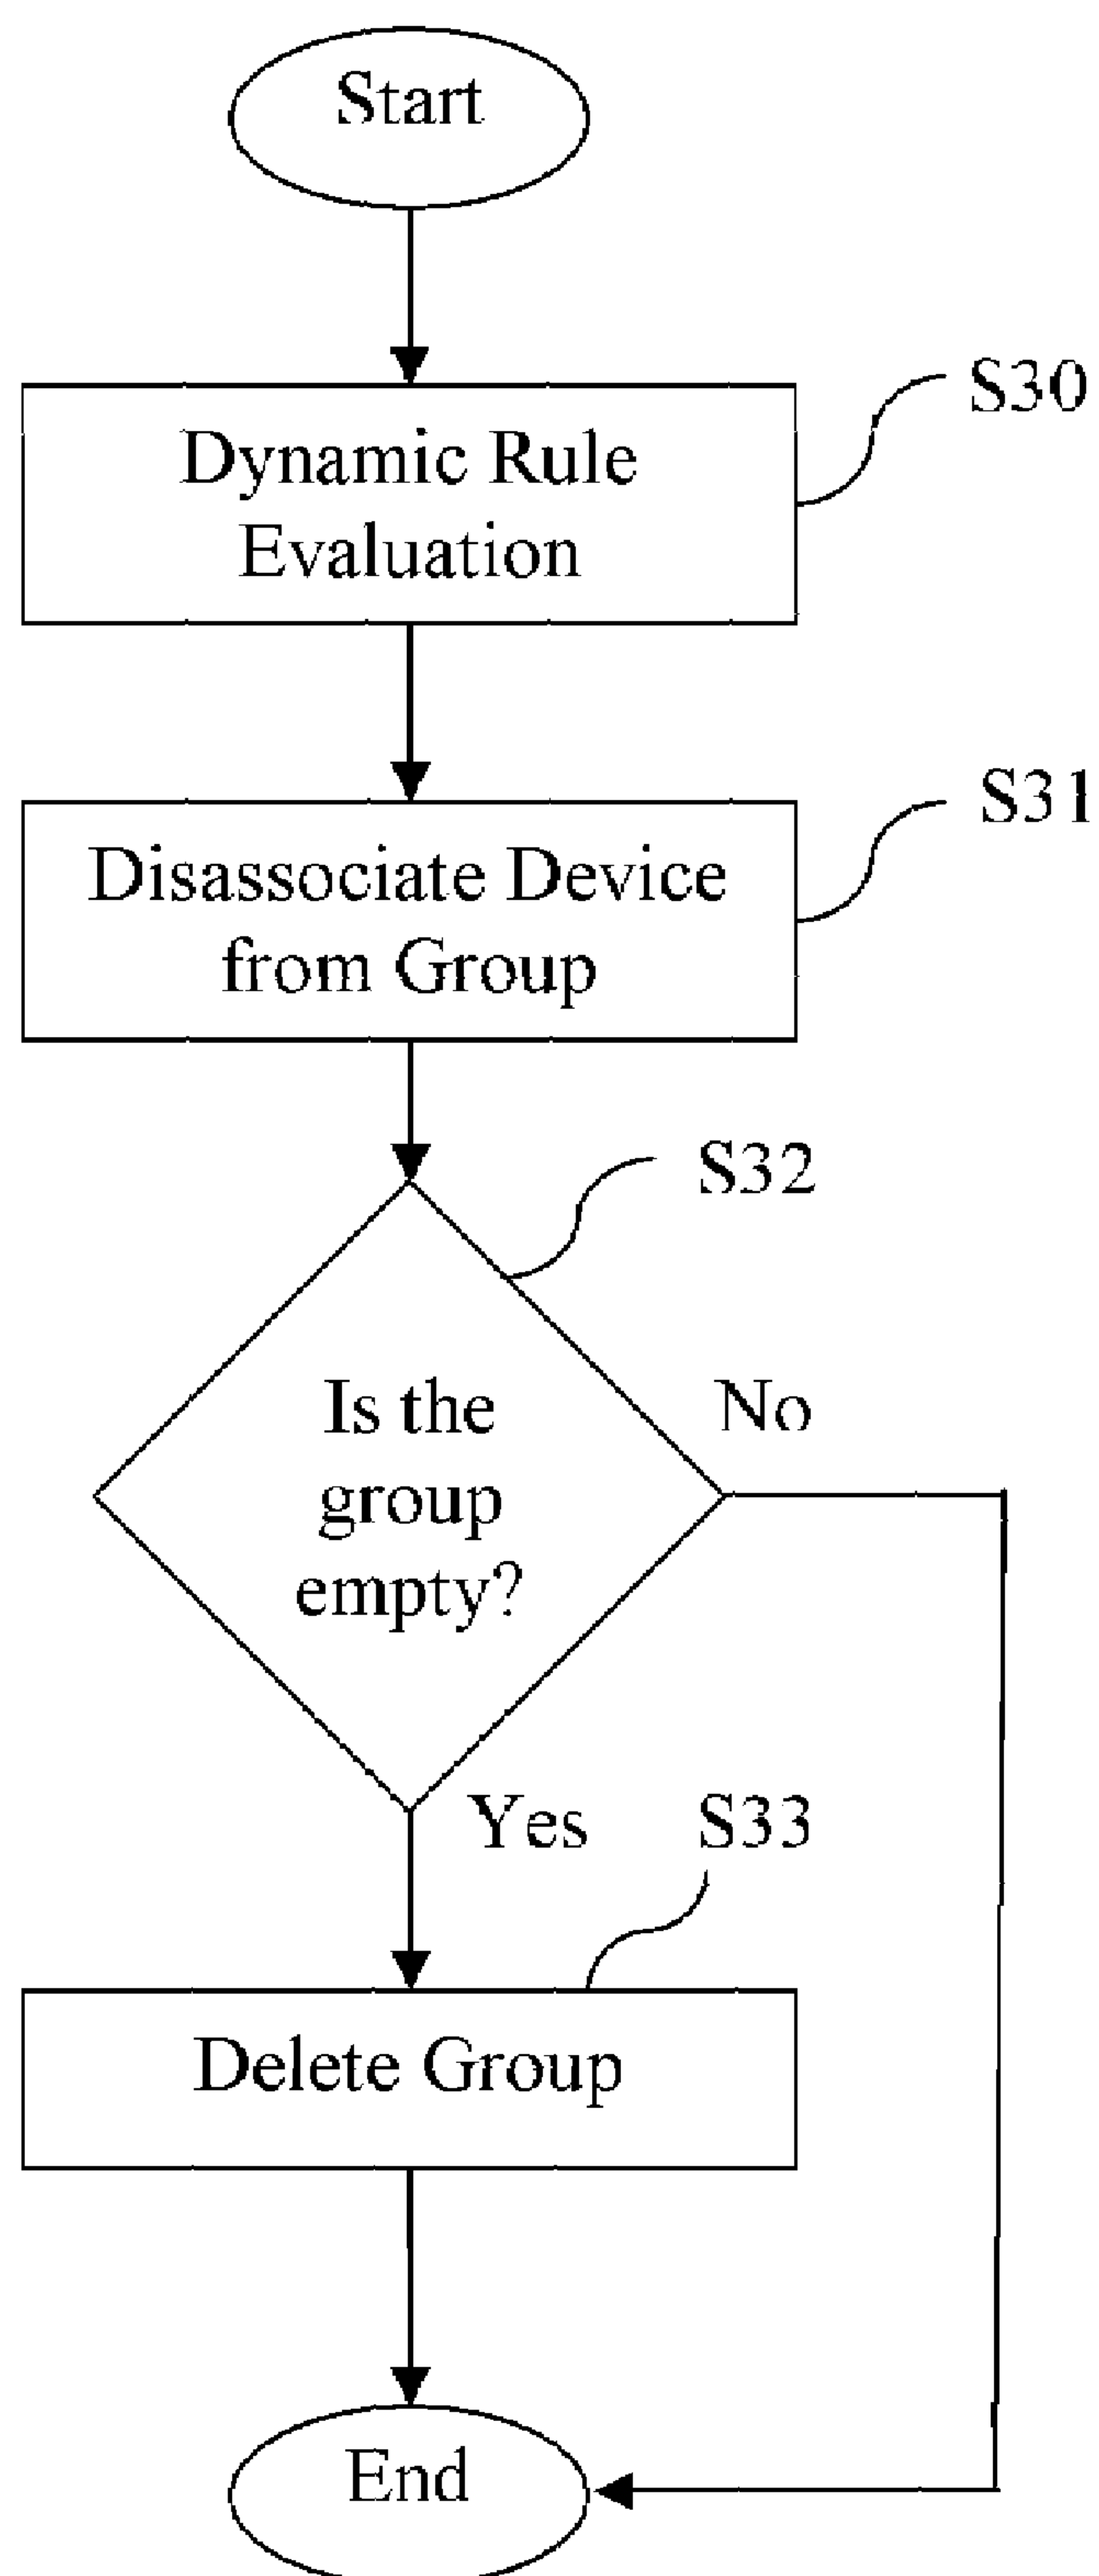 Start
S30
Dynamic Rule
Evaluation
S31
Disassociate Device
from Group
S32
Is the
group
empty?
No
Yes
S33
Delete Group
End